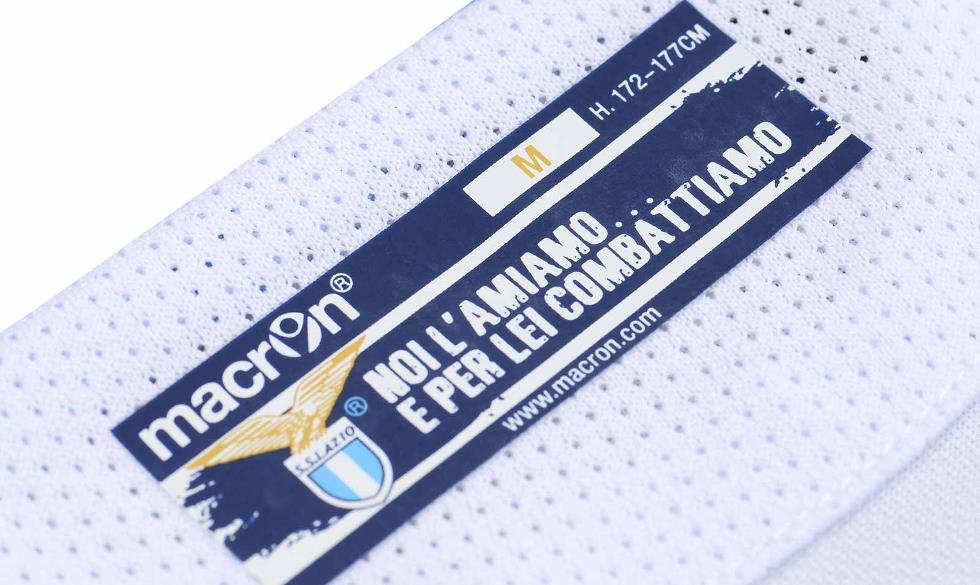 macron®
M
H. 172-177CM
NOI L'AMIAMO...
E PER LEI COMBATTIAMO
®
S.S.LAZIO
www.macron.com